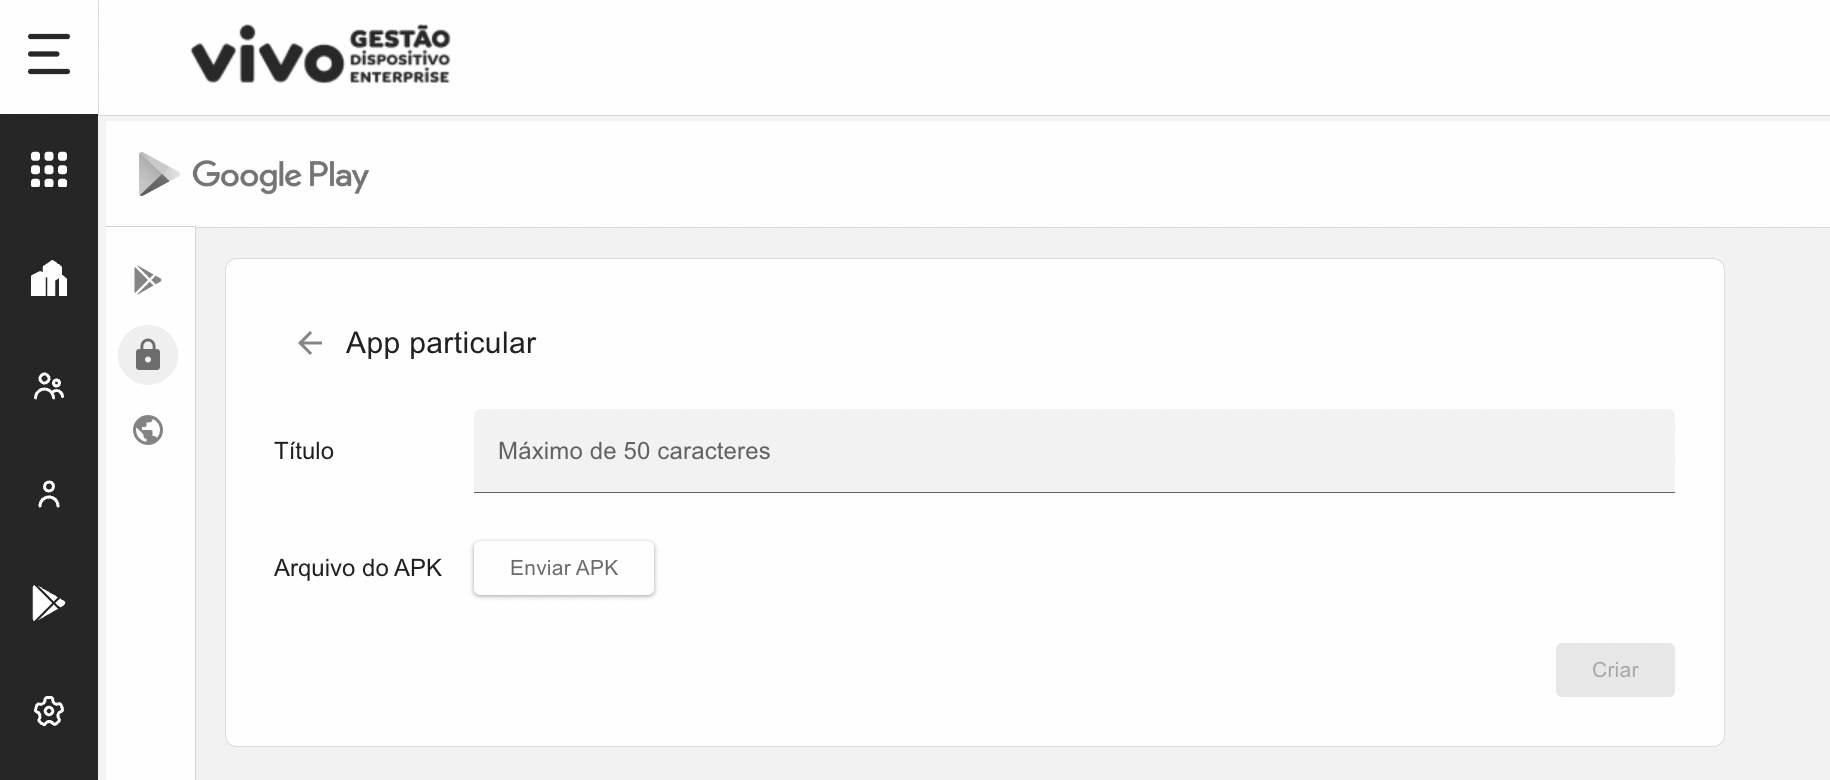 vivo GESTÃO
DISPOSITIVO
ENTERPRISE
Google Play
App particular
Título
Máximo de 50 caracteres
Arquivo do APK
Enviar APK
Criar